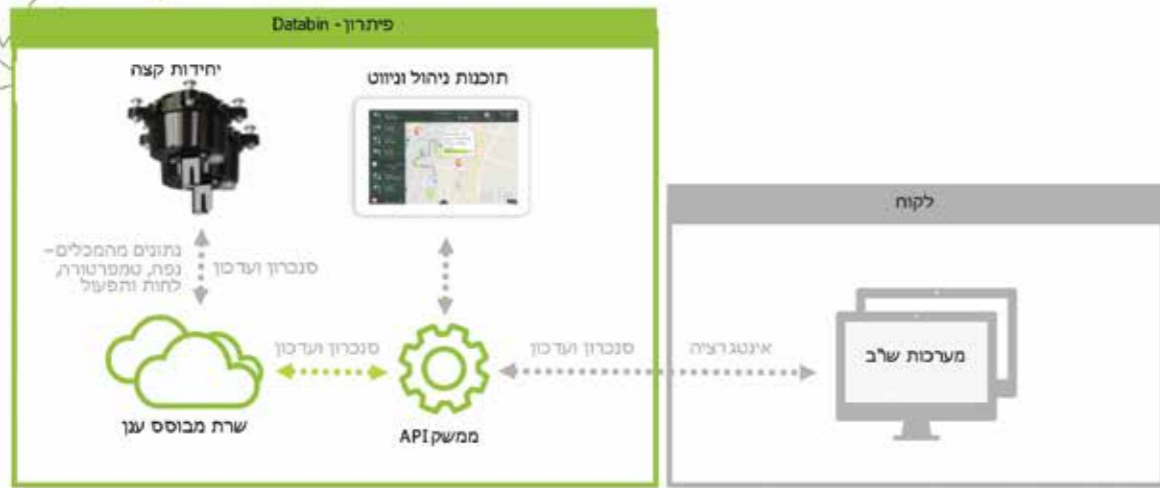 פיתרון - Databin
יחידות קצה
תוכנות ניהול וניווט
נתונים מהמכלים–
נפח, טמפרטורה,
לחות ותפעול
סנכרון ועדכון
סנכרון ועדכון
שרת מבוסס ענן
ממשק API
סנכרון ועדכון
אינטגרציה
לקוח
מערכות שו"ב